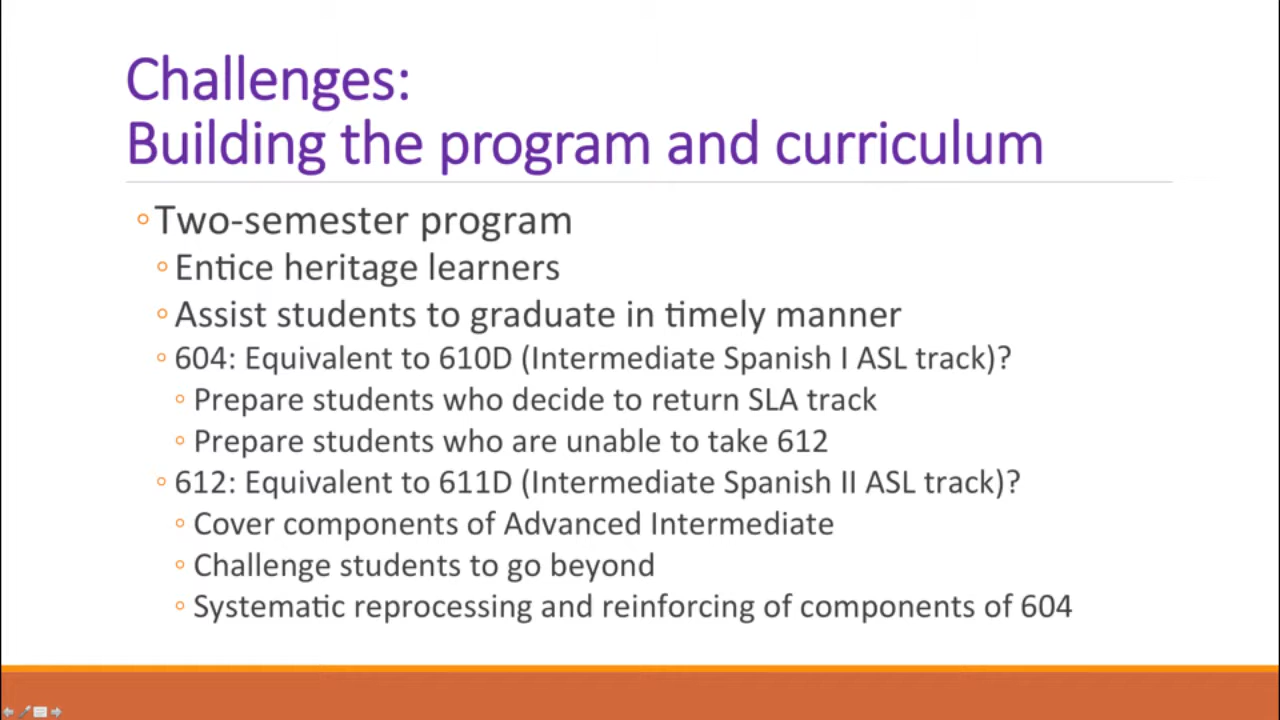 Challenges:
Building the program and curriculum
Two-semester program
Entice heritage learners
Assist students to graduate in timely manner
604: Equivalent to 610D (Intermediate Spanish I ASL track)?
Prepare students who decide to return SLA track
Prepare students who are unable to take 612
612: Equivalent to 611D (Intermediate Spanish II ASL track)?
Cover components of Advanced Intermediate
Challenge students to go beyond
Systematic reprocessing and reinforcing of components of 604